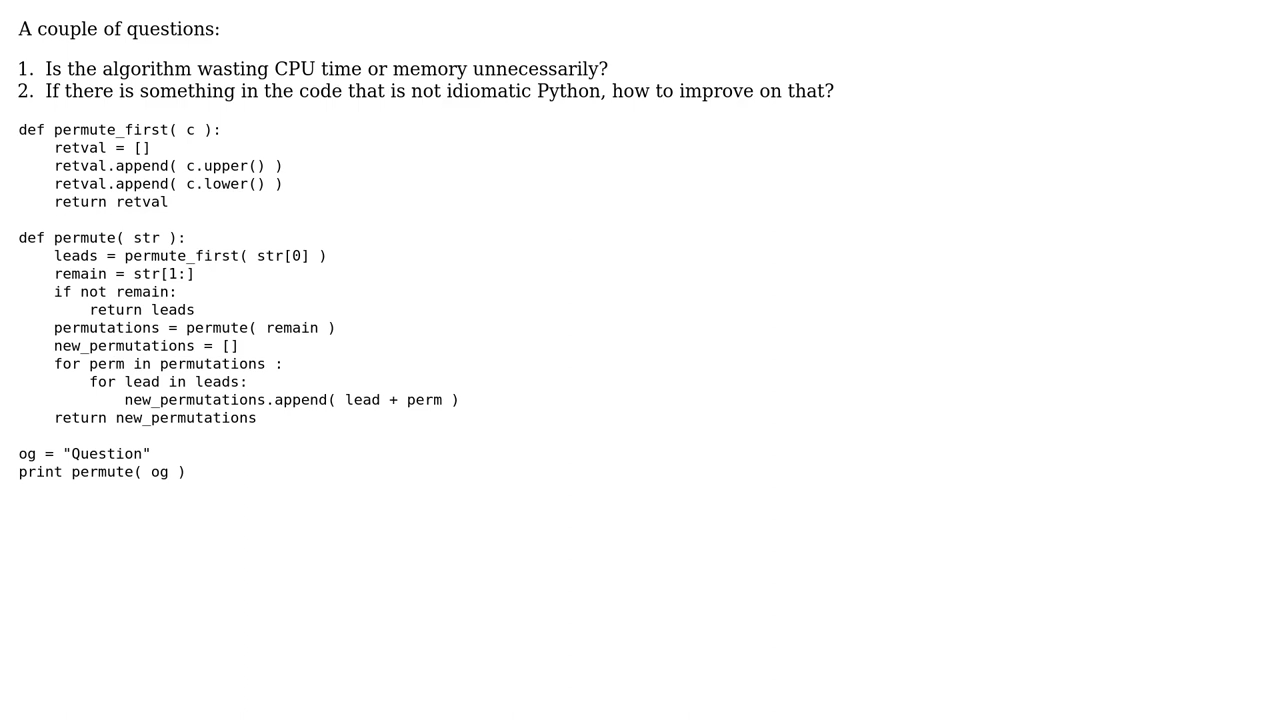 A couple of questions:
1. Is the algorithm wasting CPU time or memory unnecessarily?
2. If there is something in the code that is not idiomatic Python, how to improve on that?
def permute_first( c ):
    retval = []
    retval.append( c.upper() )
    retval.append( c.lower() )
    return retval

def permute( str ):
    leads = permute_first( str[0] )
    remain = str[1:]
    if not remain:
        return leads
    permutations = permute( remain )
    new_permutations = []
    for perm in permutations :
        for lead in leads:
            new_permutations.append( lead + perm )
    return new_permutations

og = "Question"
print permute( og )